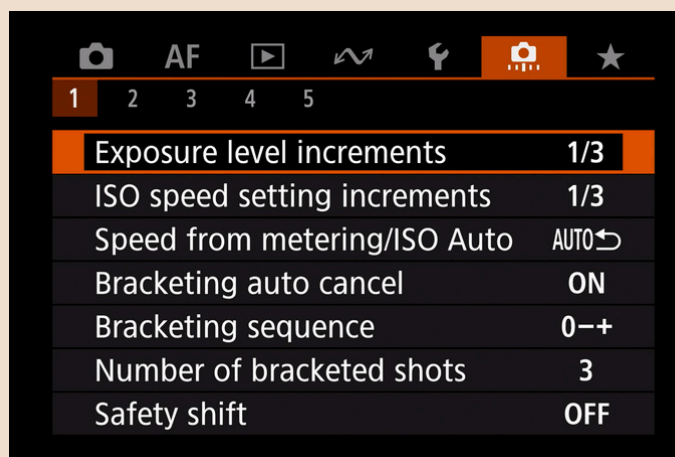 AF
1 2 3 4 5
Exposure level increments 1/3
ISO speed setting increments 1/3
Speed from metering/ISO Auto AUTO
Bracketing auto cancel ON
Bracketing sequence 0−+
Number of bracketed shots 3
Safety shift OFF